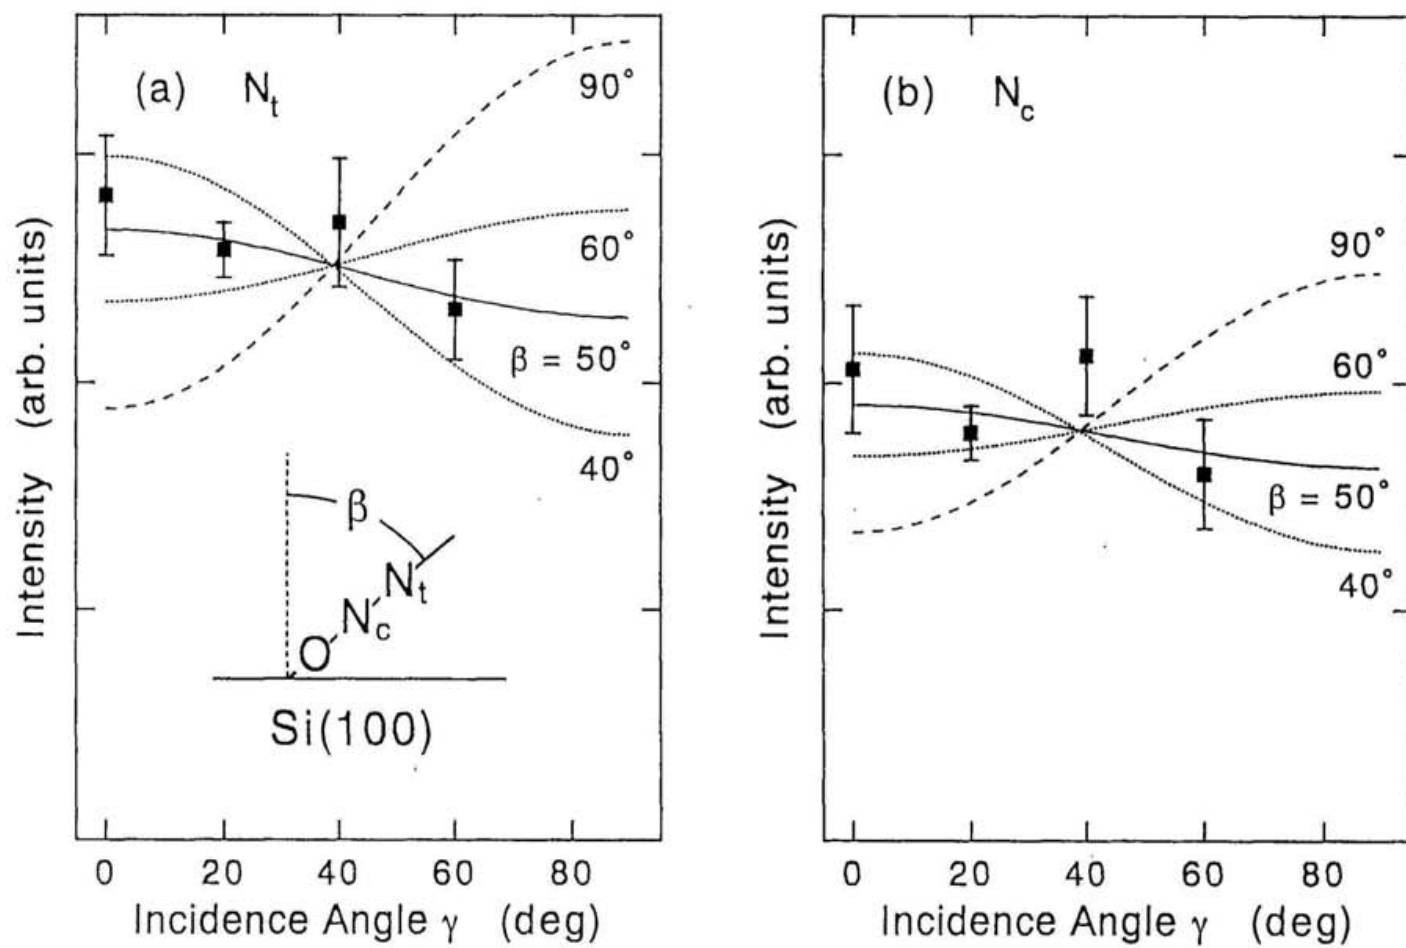 (a) N_t
90°
60°
β = 50°
40°
β
N_t
N_c
O
Si(100)
Intensity (arb. units)
0 20 40 60 80
Incidence Angle γ (deg)
(b) N_c
90°
60°
β = 50°
40°
Intensity (arb. units)
0 20 40 60 80
Incidence Angle γ (deg)